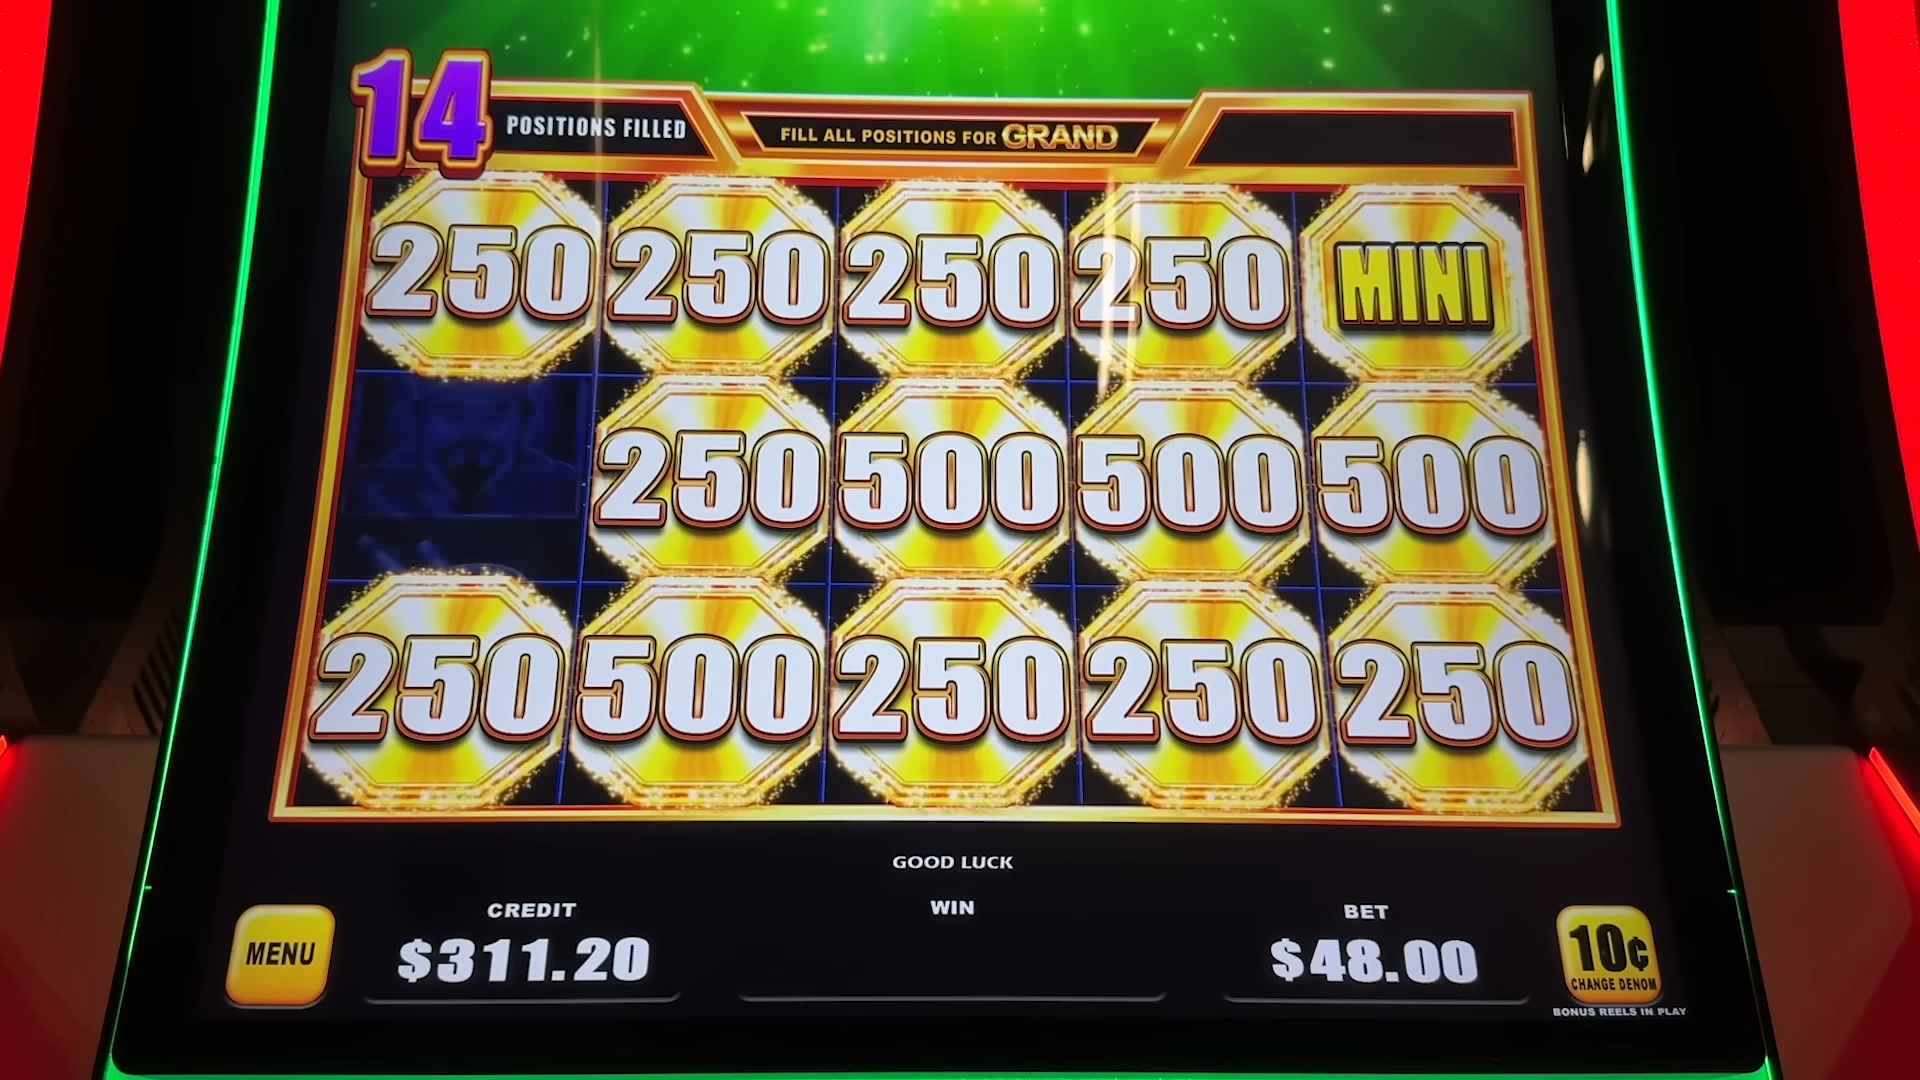 14 POSITIONS FILLED
FILL ALL POSITIONS FOR GRAND
250 250 250 250 MINI
250 500 500 500
250 500 250 250 250
GOOD LUCK
CREDIT WIN BET
MENU $311.20 $48.00 10¢
CHANGE DENOM
BONUS REELS IN PLAY